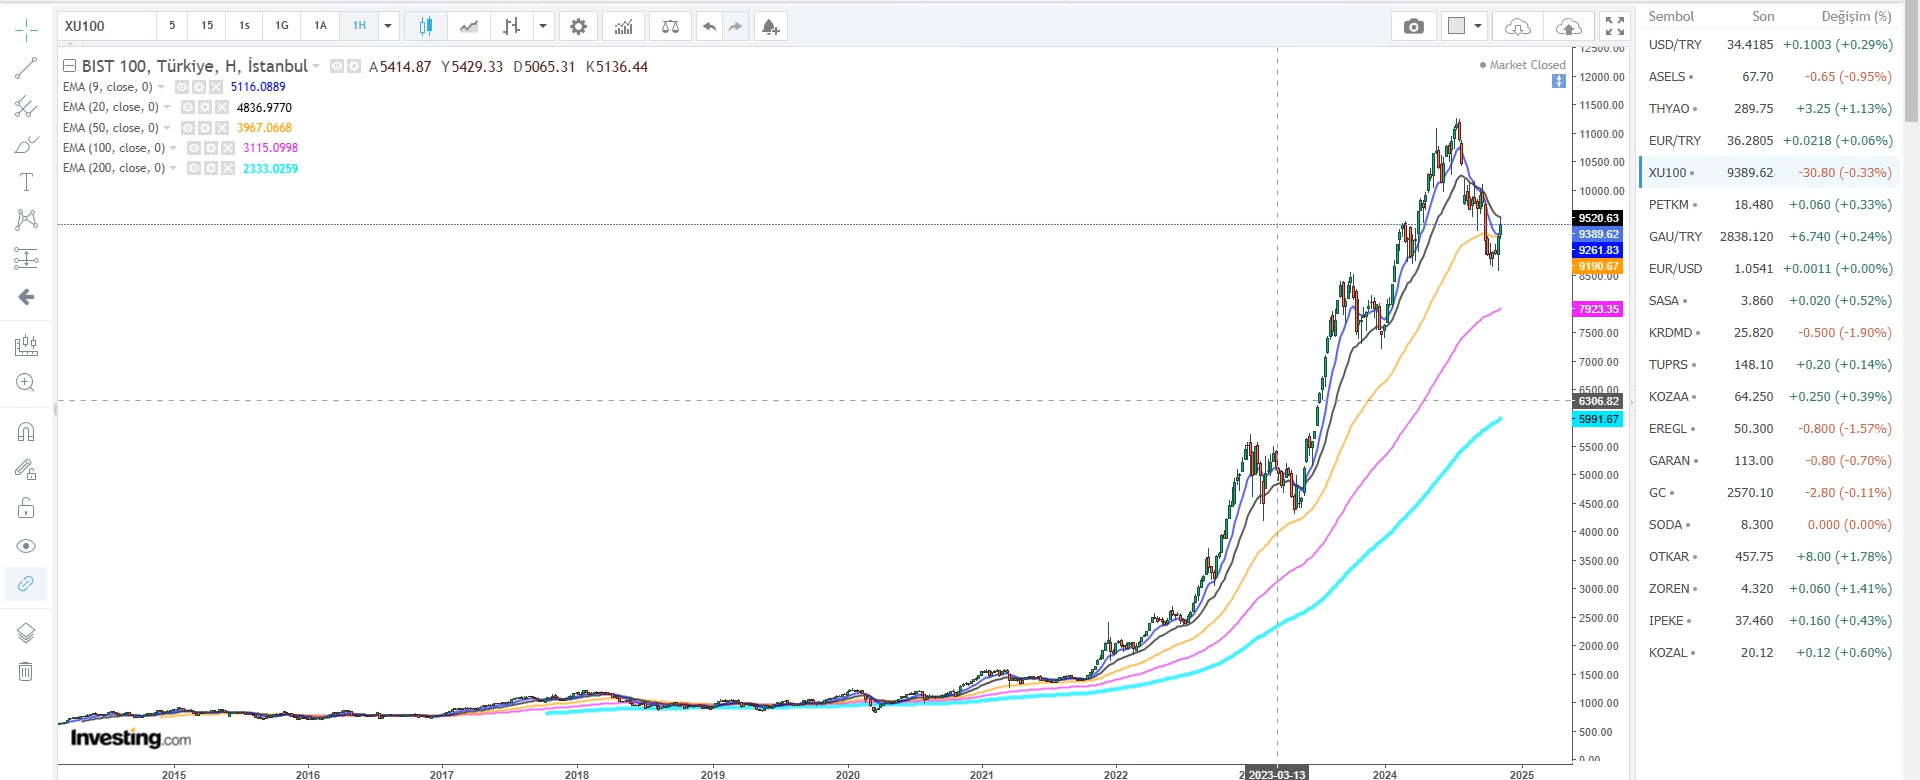 XU100 5 15 1s 1G 1A 1H
BIST 100, Türkiye, H, İstanbul A5414.87 Y5429.33 D5065.31 K5136.44
Market Closed
EMA (9, close, 0) 5116.0889
EMA (20, close, 0) 4836.9770
EMA (50, close, 0) 3967.0668
EMA (100, close, 0) 3115.0998
EMA (200, close, 0) 2333.0259
12500.00
12000.00
11500.00
11000.00
10500.00
10000.00
9520.63
9389.62
9261.83
9190.67
8500.00
7923.35
7500.00
7000.00
6500.00
6306.82
5991.67
5500.00
5000.00
4500.00
4000.00
3500.00
3000.00
2500.00
2000.00
1500.00
1000.00
500.00
0.00
Investing.com
2015 2016 2017 2018 2019 2020 2021 2022 2023-03-13 2024 2025
Sembol Son Değişim (%)
USD/TRY 34.4185 +0.1003 (+0.29%)
ASELS 67.70 -0.65 (-0.95%)
THYAO 289.75 +3.25 (+1.13%)
EUR/TRY 36.2805 +0.0218 (+0.06%)
XU100 9389.62 -30.80 (-0.33%)
PETKM 18.480 +0.060 (+0.33%)
GAU/TRY 2838.120 +6.740 (+0.24%)
EUR/USD 1.0541 +0.0011 (+0.00%)
SASA 3.860 +0.020 (+0.52%)
KRDMD 25.820 -0.500 (-1.90%)
TUPRS 148.10 +0.20 (+0.14%)
KOZAA 64.250 +0.250 (+0.39%)
EREGL 50.300 -0.800 (-1.57%)
GARAN 113.00 -0.80 (-0.70%)
GC 2570.10 -2.80 (-0.11%)
SODA 8.300 0.000 (0.00%)
OTKAR 457.75 +8.00 (+1.78%)
ZOREN 4.320 +0.060 (+1.41%)
IPEKE 37.460 +0.160 (+0.43%)
KOZAL 20.12 +0.12 (+0.60%)